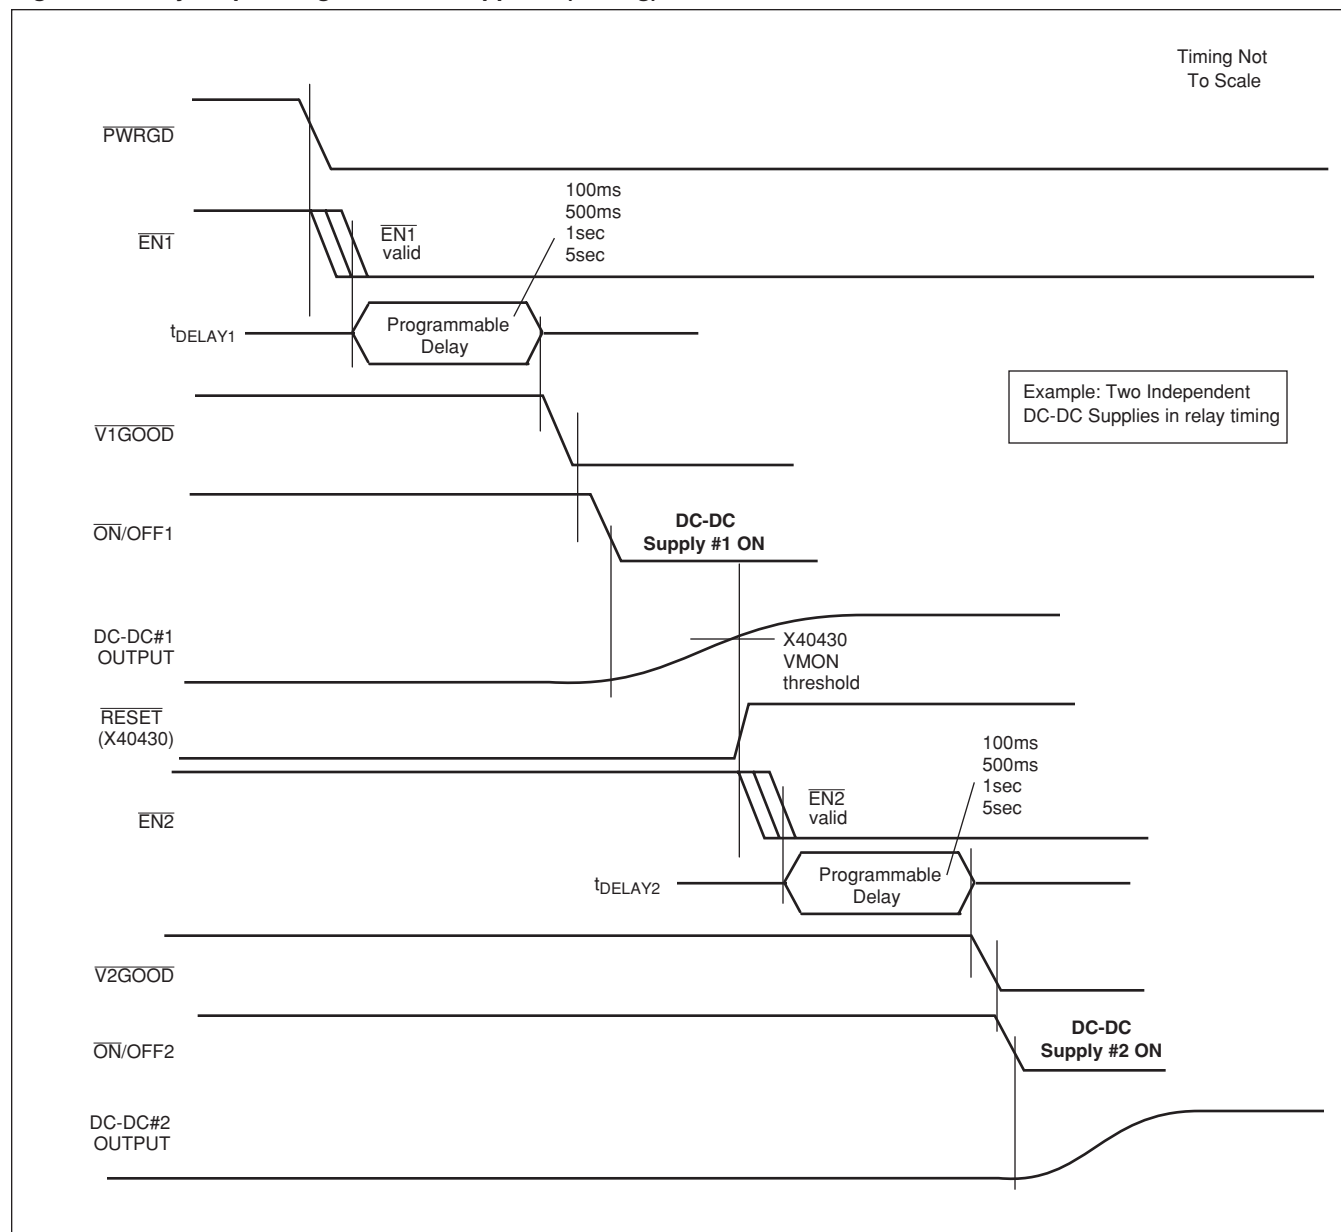 Timing Not
To Scale
PWRGD
100ms
500ms
1sec
5sec
EN1
EN1
valid
tDELAY1
Programmable
Delay
Example: Two Independent
DC-DC Supplies in relay timing
V1GOOD
ON/OFF1
DC-DC
Supply #1 ON
DC-DC#1
OUTPUT
X40430
VMON
threshold
RESET
(X40430)
100ms
500ms
1sec
5sec
EN2
EN2
valid
tDELAY2
Programmable
Delay
V2GOOD
ON/OFF2
DC-DC
Supply #2 ON
DC-DC#2
OUTPUT